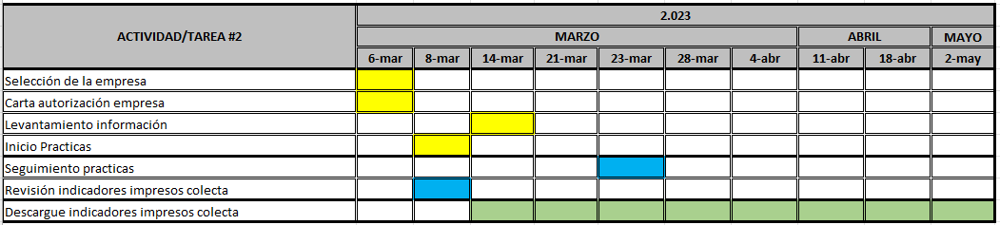 2.023
ACTIVIDAD/TAREA #2
MARZO ABRIL MAYO
6-mar 8-mar 14-mar 21-mar 23-mar 28-mar 4-abr 11-abr 18-abr 2-may
Selección de la empresa
Carta autorización empresa
Levantamiento información
Inicio Practicas
Seguimiento practicas
Revisión indicadores impresos colecta
Descargue indicadores impresos colecta